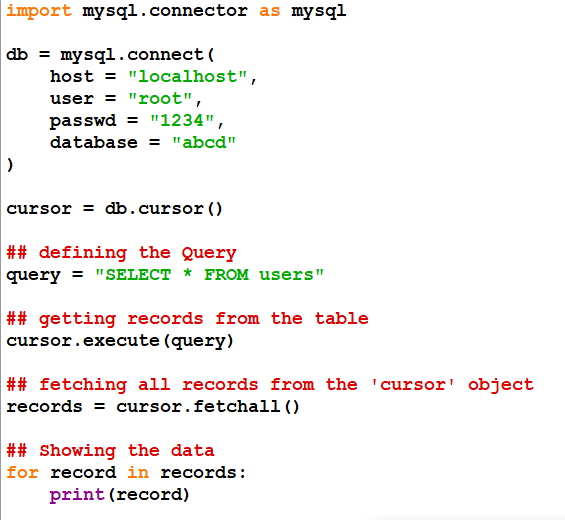 import mysql.connector as mysql
db = mysql.connect(
host = "localhost",
user = "root",
passwd = "1234",
database = "abcd"
)
cursor = db.cursor()
## defining the Query
query = "SELECT * FROM users"
## getting records from the table
cursor.execute(query)
## fetching all records from the 'cursor' object
records = cursor.fetchall()
## Showing the data
for record in records:
print(record)